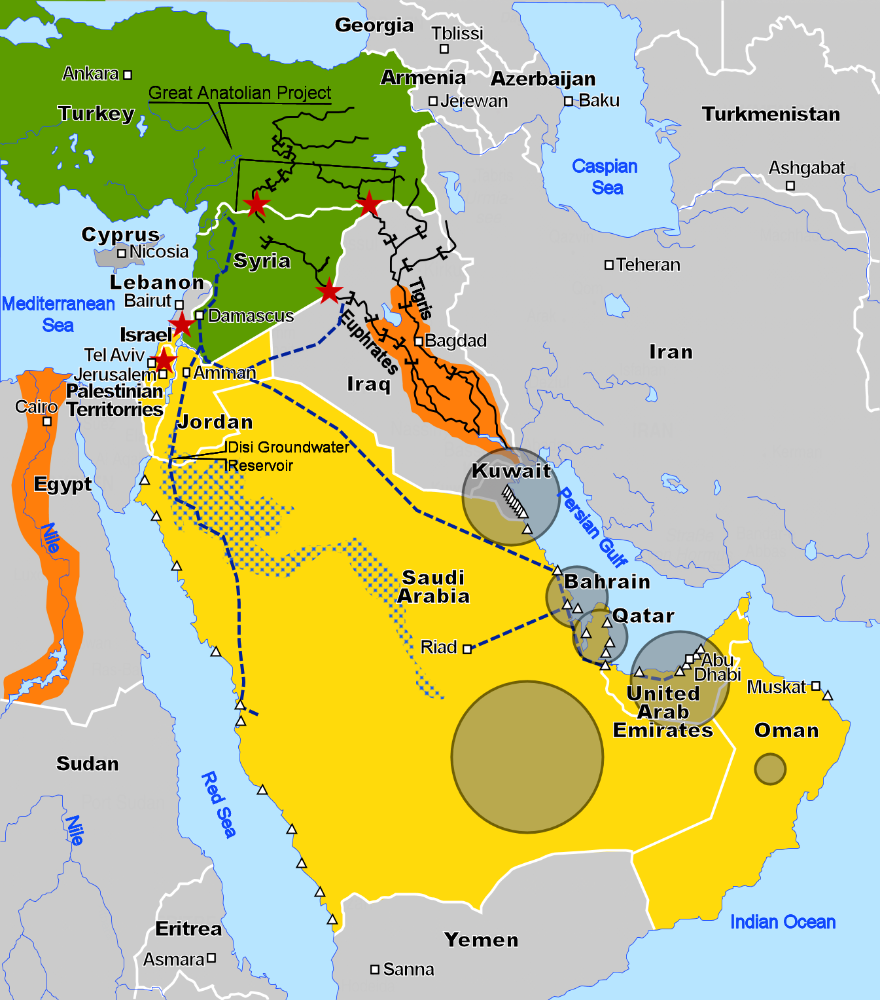 Georgia
Tblissi
Ankara
Armenia
Azerbaijan
Great Anatolian Project
Jerewan
Baku
Turkey
Turkmenistan
Caspian
Sea
Ashgabat
Cyprus
Nicosia
Syria
Teheran
Lebanon
Bairut
Mediterranean
Sea
Tigris
Damascus
Israel
Euphrates
Bagdad
Tel Aviv
Iran
Jerusalem
Amman
Iraq
Palestinian
Territorries
Cairo
Jordan
Disi Groundwater
Reservoir
Kuwait
Egypt
Persian Gulf
Nile
Saudi
Arabia
Bahrain
Qatar
Riad
Abu
Dhabi
Muskat
United
Arab
Emirates
Oman
Sudan
Red Sea
Nile
Eritrea
Asmara
Yemen
Sanna
Indian Ocean